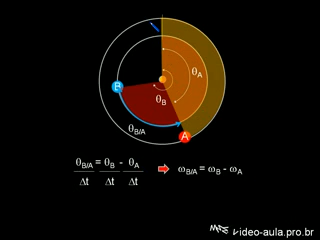 θA
B
θB
θB/A
A
θB/A = θB - θA
Δt Δt Δt
ωB/A = ωB - ωA
video-aula.pro.br